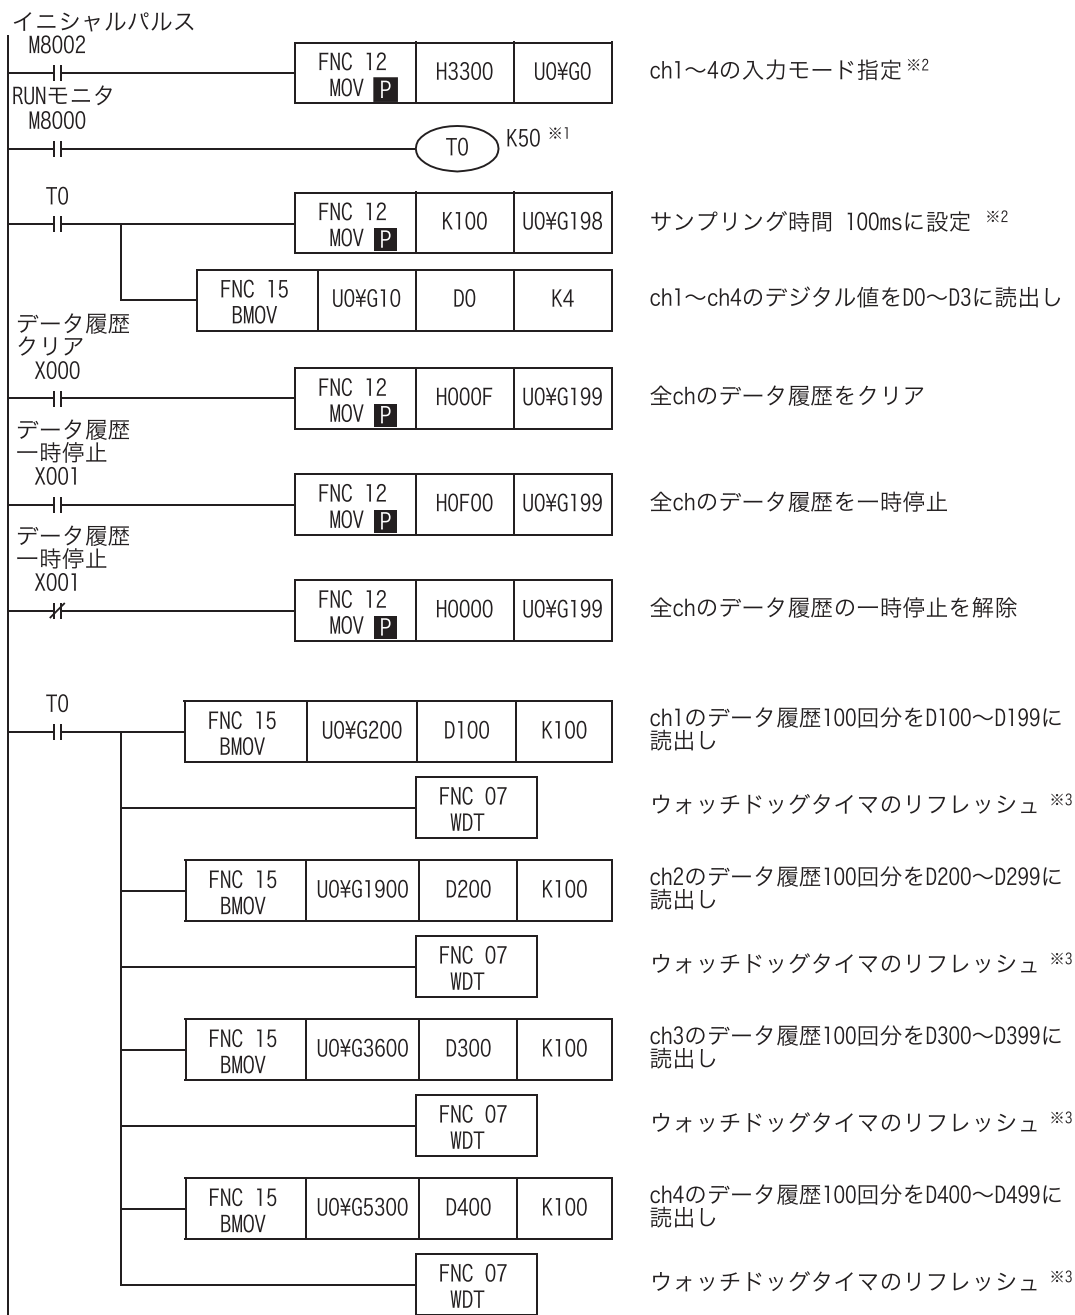 イニシャルパルス
M8002
FNC 12
MOV P
H3300
U0¥G0
ch1～4の入力モード指定 ※2
RUNモニタ
M8000
T0
K50 ※1
T0
FNC 12
MOV P
K100
U0¥G198
サンプリング時間 100msに設定 ※2
FNC 15
BMOV
U0¥G10
D0
K4
ch1～ch4のデジタル値をD0～D3に読出し
データ履歴
クリア
X000
FNC 12
MOV P
H000F
U0¥G199
全chのデータ履歴をクリア
データ履歴
一時停止
X001
FNC 12
MOV P
H0F00
U0¥G199
全chのデータ履歴を一時停止
データ履歴
一時停止
X001
FNC 12
MOV P
H0000
U0¥G199
全chのデータ履歴の一時停止を解除
T0
FNC 15
BMOV
U0¥G200
D100
K100
ch1のデータ履歴100回分をD100～D199に
読出し
FNC 07
WDT
ウォッチドッグタイマのリフレッシュ ※3
FNC 15
BMOV
U0¥G1900
D200
K100
ch2のデータ履歴100回分をD200～D299に
読出し
FNC 07
WDT
ウォッチドッグタイマのリフレッシュ ※3
FNC 15
BMOV
U0¥G3600
D300
K100
ch3のデータ履歴100回分をD300～D399に
読出し
FNC 07
WDT
ウォッチドッグタイマのリフレッシュ ※3
FNC 15
BMOV
U0¥G5300
D400
K100
ch4のデータ履歴100回分をD400～D499に
読出し
FNC 07
WDT
ウォッチドッグタイマのリフレッシュ ※3